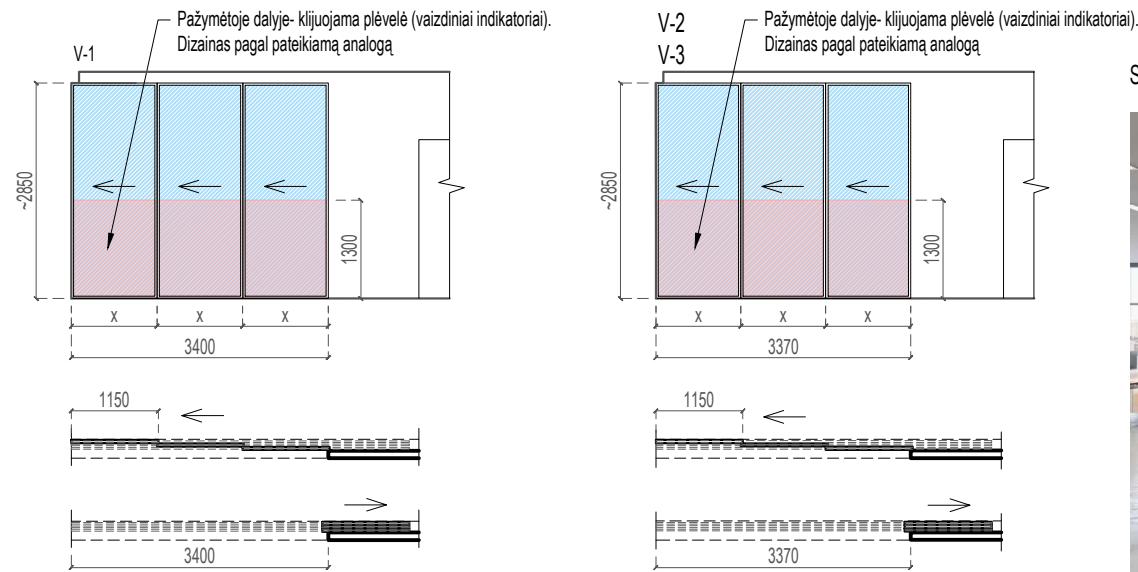 Pažymėtoje dalyje- klijuojama plėvelė (vaizdiniai indikatoriai).
Dizainas pagal pateikiamą analogą
V-1
~2850
1300
x x x
3400
1150
3400
V-2
V-3
Pažymėtoje dalyje- klijuojama plėvelė (vaizdiniai indikatoriai).
Dizainas pagal pateikiamą analogą
~2850
1300
x x x
3370
1150
3370
S